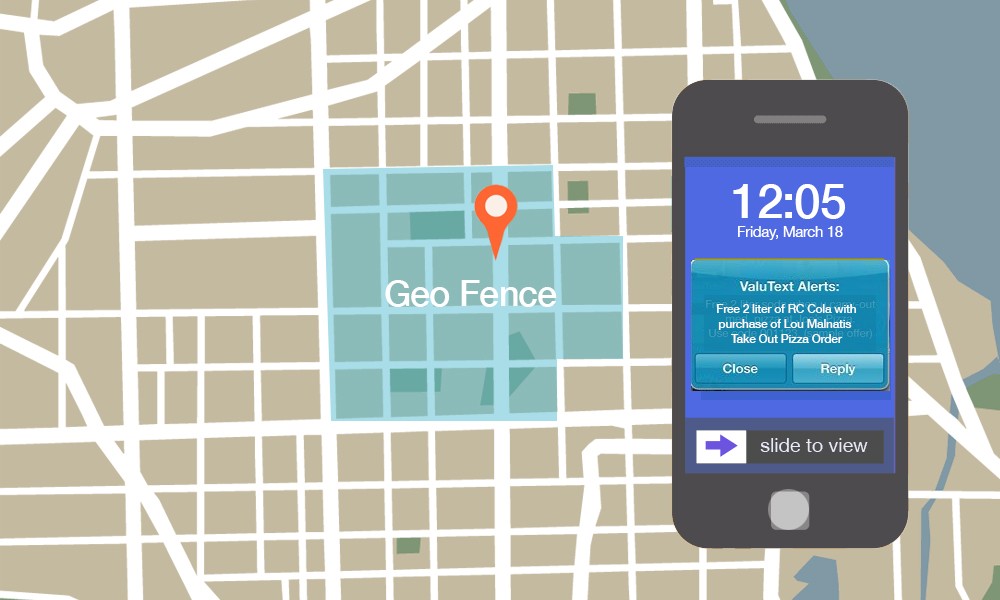 Geo Fence
12:05
Friday, March 18
ValuText Alerts:
Free 2 liter of RC Cola with
purchase of Lou Malnatis
Take Out Pizza Order
Close
Reply
slide to view